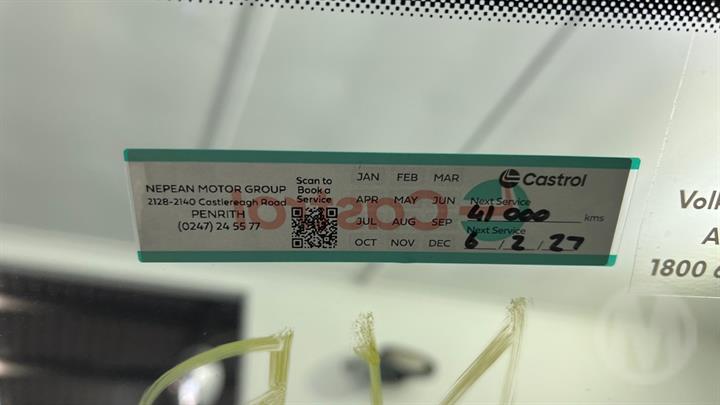 NEPEAN MOTOR GROUP
2128-2140 Castlereagh Road
PENRITH
(0247) 24 55 77
Scan to
Book a
Service
JAN FEB MAR
APR MAY JUN
JUL AUG SEP
OCT NOV DEC
Castrol
Next Service
41 000 kms
Next Service
6/2/27
Castrol
Volk
A
1800 6